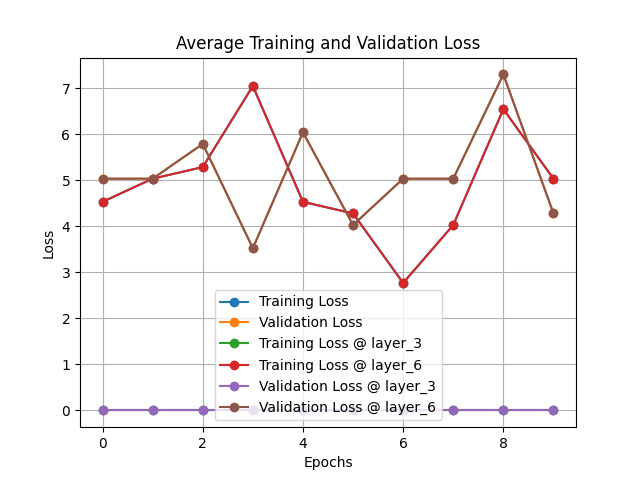 Average Training and Validation Loss
Loss
7
6
5
4
3
2
1
0
Training Loss
Validation Loss
Training Loss @ layer_3
Training Loss @ layer_6
Validation Loss @ layer_3
Validation Loss @ layer_6
0 2 4 6 8
Epochs